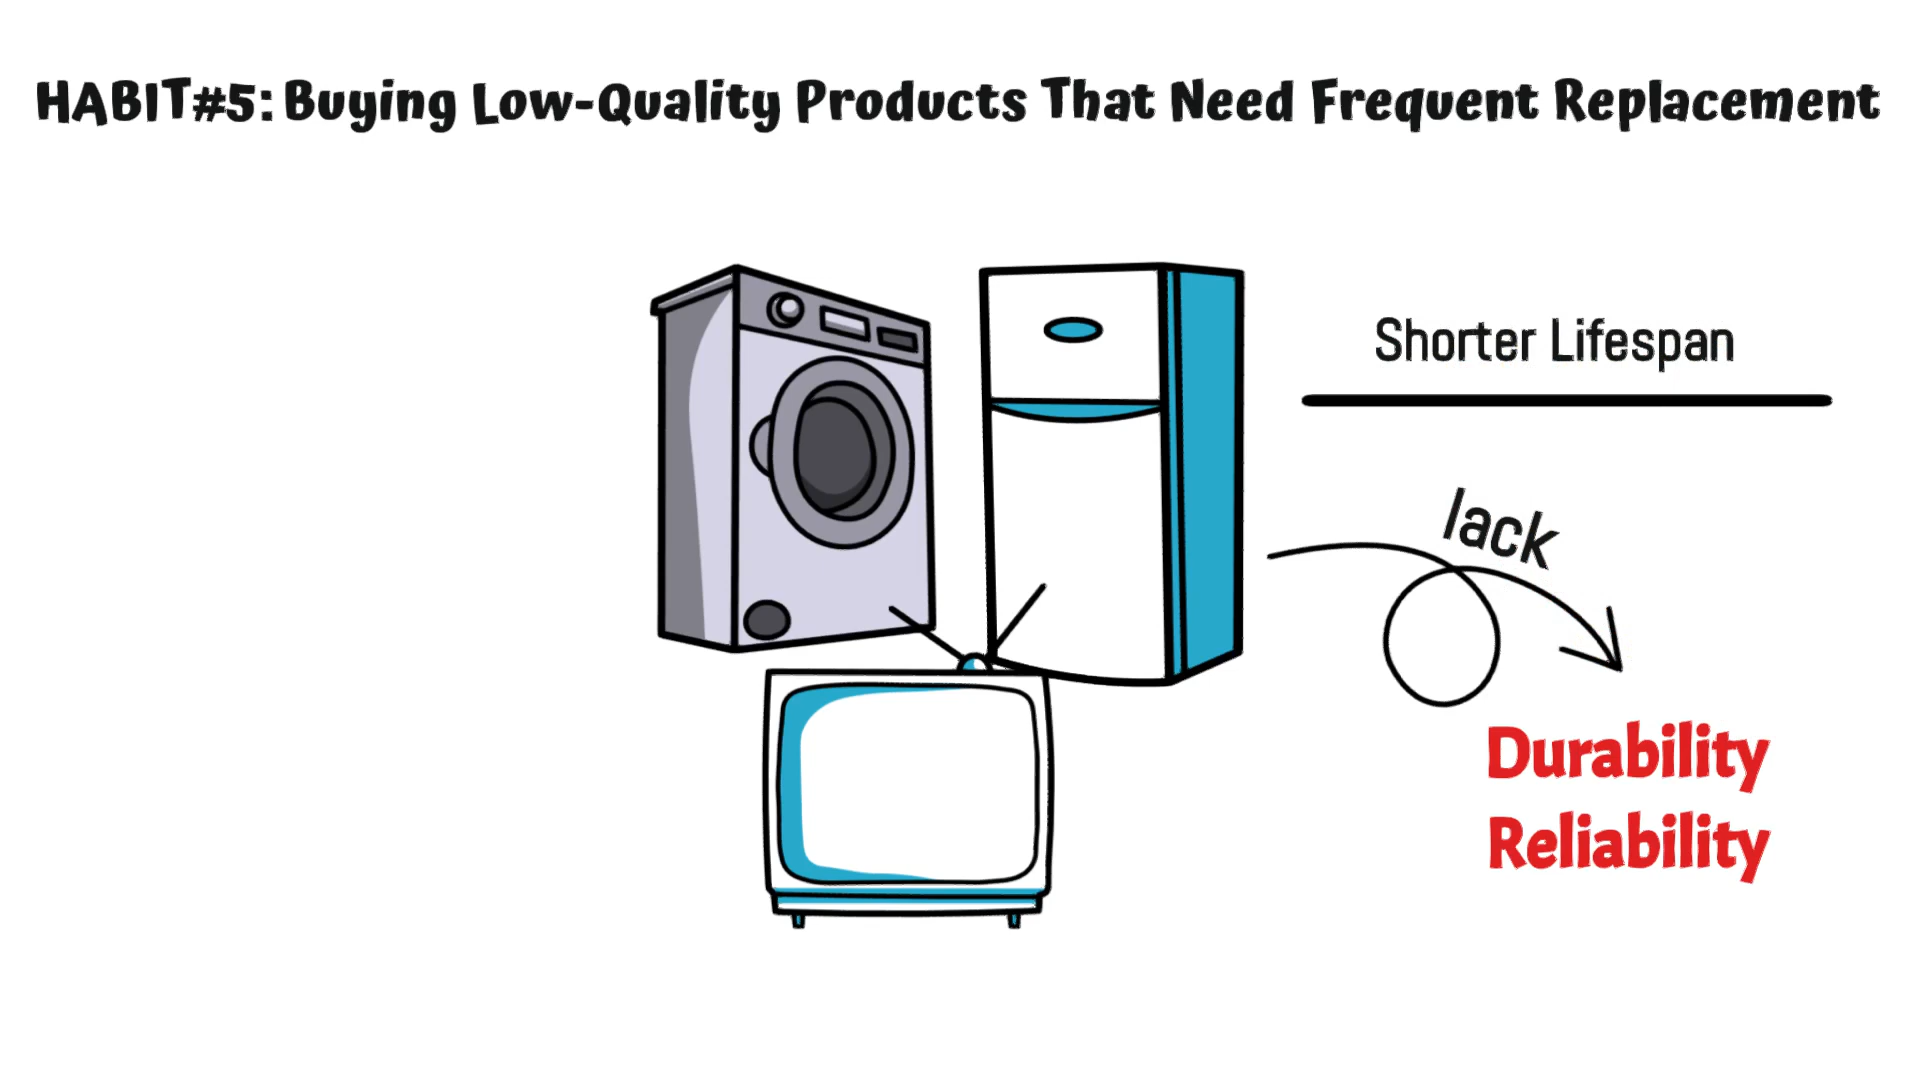 HABIT#5: Buying Low-Quality Products That Need Frequent Replacement
Shorter Lifespan
lack
Durability
Reliability